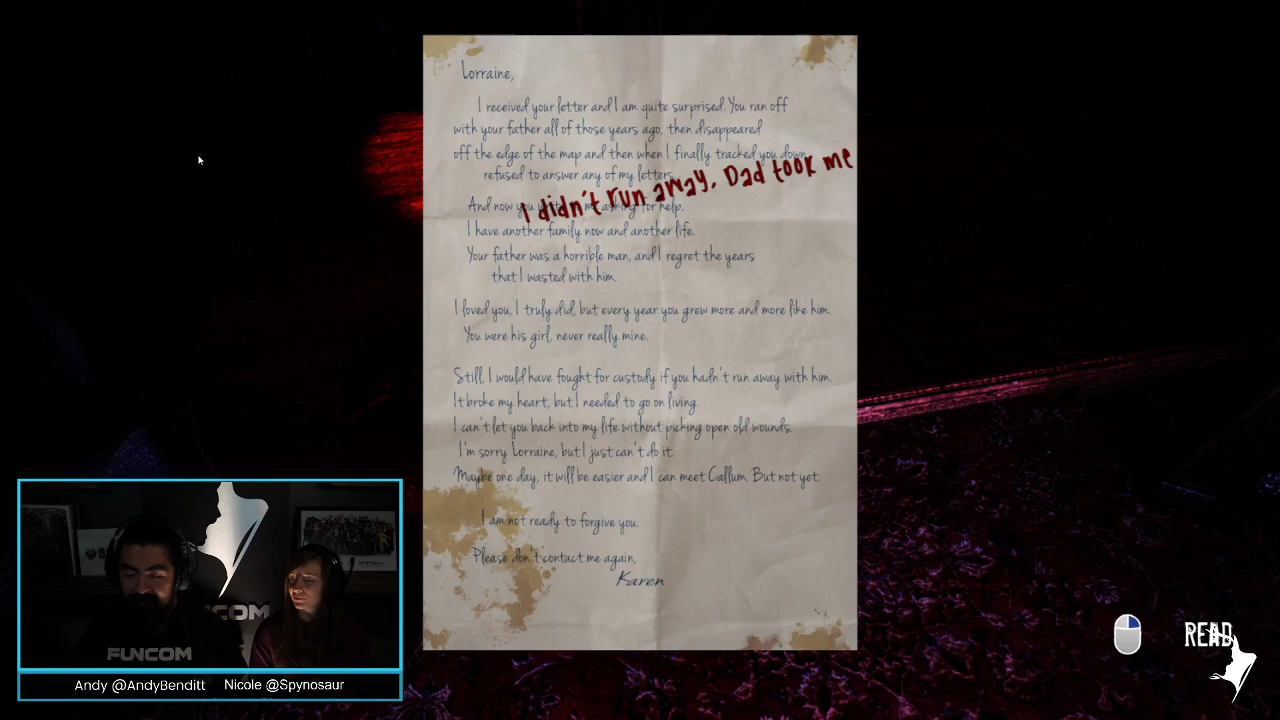 Lorraine,
I received your letter and I am quite surprised. You ran off
with your father all of those years ago, then disappeared
off the edge of the map and then when I finally tracked you down
refused to answer any of my letters.
I didn't run away, Dad took me
And now you me asking for help.
I have another family now and another life.
Your father was a horrible man, and I regret the years
that I wasted with him.
I loved you, I truly did, but every year you grew more and more like him.
You were his girl, never really mine.
Still, I would have fought for custody if you hadn't run away with him.
It broke my heart, but I needed to go on living.
I can't let you back into my life without picking open old wounds.
I'm sorry Lorraine, but I just can't do it.
Maybe one day, it will be easier and I can meet Callum. But not yet.
I am not ready to forgive you.
Please don't contact me again,
Karen
READ
COM
FUNCOM
Andy @AndyBenditt Nicole @Spynosaur